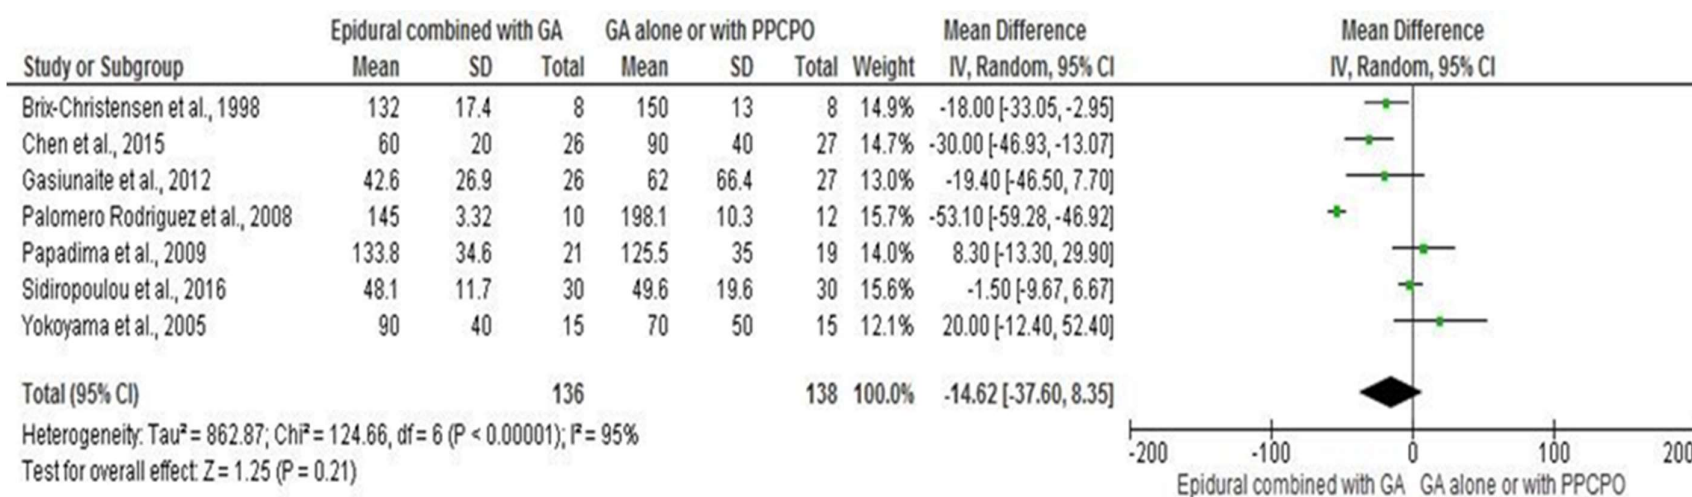 Epidural combined with GA GA alone or with PPCPO Mean Difference Mean Difference
Study or Subgroup Mean SD Total Mean SD Total Weight IV, Random, 95% CI IV, Random, 95% CI
Brix-Christensen et al., 1998 132 17.4 8 150 13 8 14.9% -18.00 [-33.05, -2.95]
Chen et al., 2015 60 20 26 90 40 27 14.7% -30.00 [-46.93, -13.07]
Gasiunaite et al., 2012 42.6 26.9 26 62 66.4 27 13.0% -19.40 [-46.50, 7.70]
Palomero Rodriguez et al., 2008 145 3.32 10 198.1 10.3 12 15.7% -53.10 [-59.28, -46.92]
Papadima et al., 2009 133.8 34.6 21 125.5 35 19 14.0% 8.30 [-13.30, 29.90]
Sidiropoulou et al., 2016 48.1 11.7 30 49.6 19.6 30 15.6% -1.50 [-9.67, 6.67]
Yokoyama et al., 2005 90 40 15 70 50 15 12.1% 20.00 [-12.40, 52.40]
Total (95% CI) 136 138 100.0% -14.62 [-37.60, 8.35]
Heterogeneity: Tau² = 862.87; Chi² = 124.66, df = 6 (P < 0.00001); I² = 95%
Test for overall effect: Z = 1.25 (P = 0.21)
-200 -100 0 100 200
Epidural combined with GA GA alone or with PPCPO